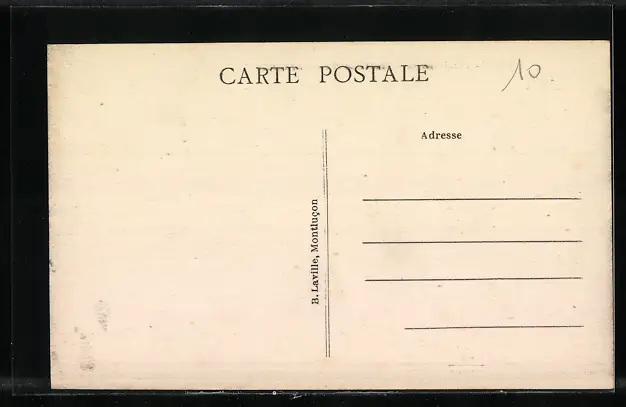 CARTE POSTALE
10
Adresse
B. Laville, Montluçon